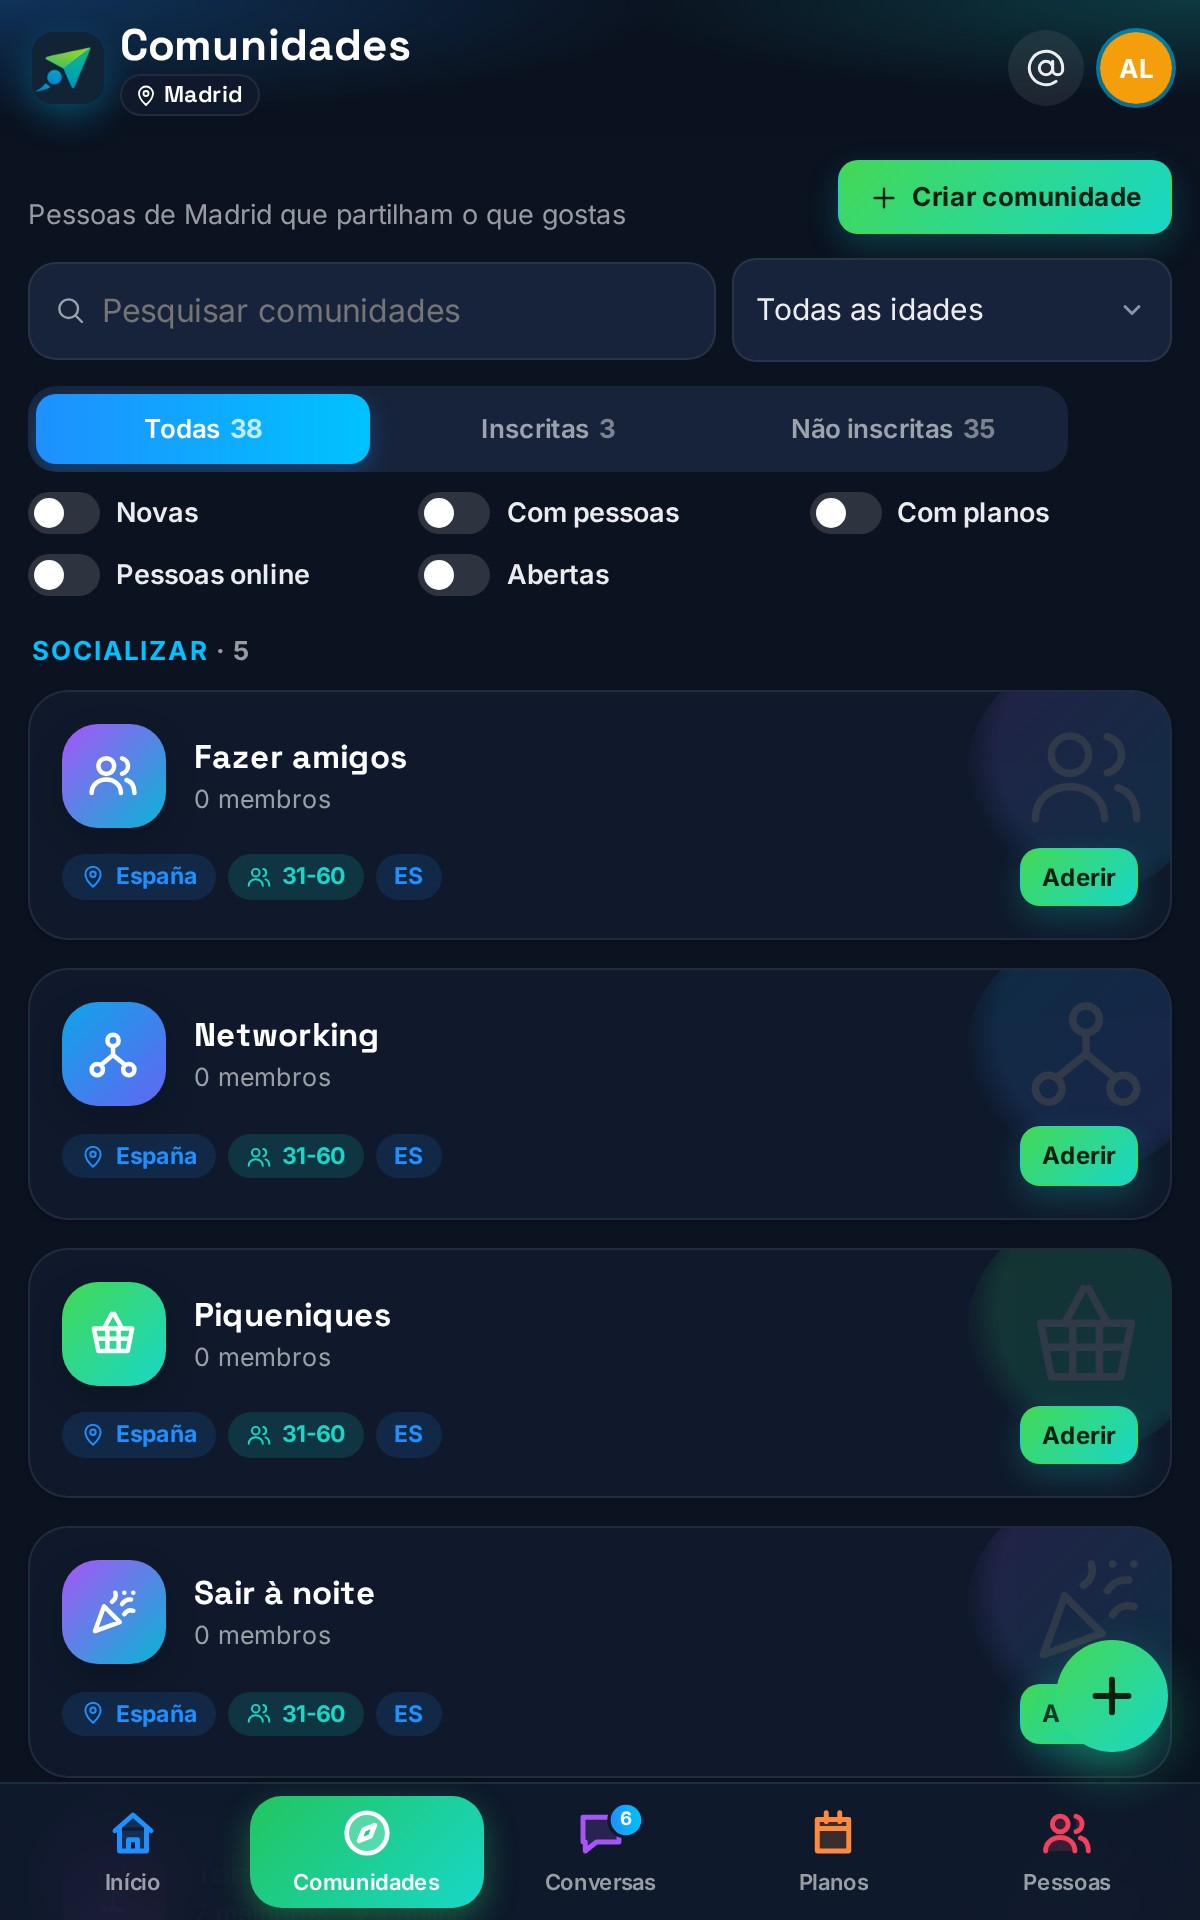 Comunidades
Madrid
AL
Pessoas de Madrid que partilham o que gostas
Criar comunidade
Pesquisar comunidades
Todas as idades
Todas 38
Inscritas 3
Não inscritas 35
Novas
Com pessoas
Com planos
Pessoas online
Abertas
SOCIALIZAR · 5
Fazer amigos
0 membros
España
31-60
ES
Aderir
Networking
0 membros
España
31-60
ES
Aderir
Piqueniques
0 membros
España
31-60
ES
Aderir
Sair à noite
0 membros
España
31-60
ES
A
Início
Comunidades
6
Conversas
Planos
Pessoas